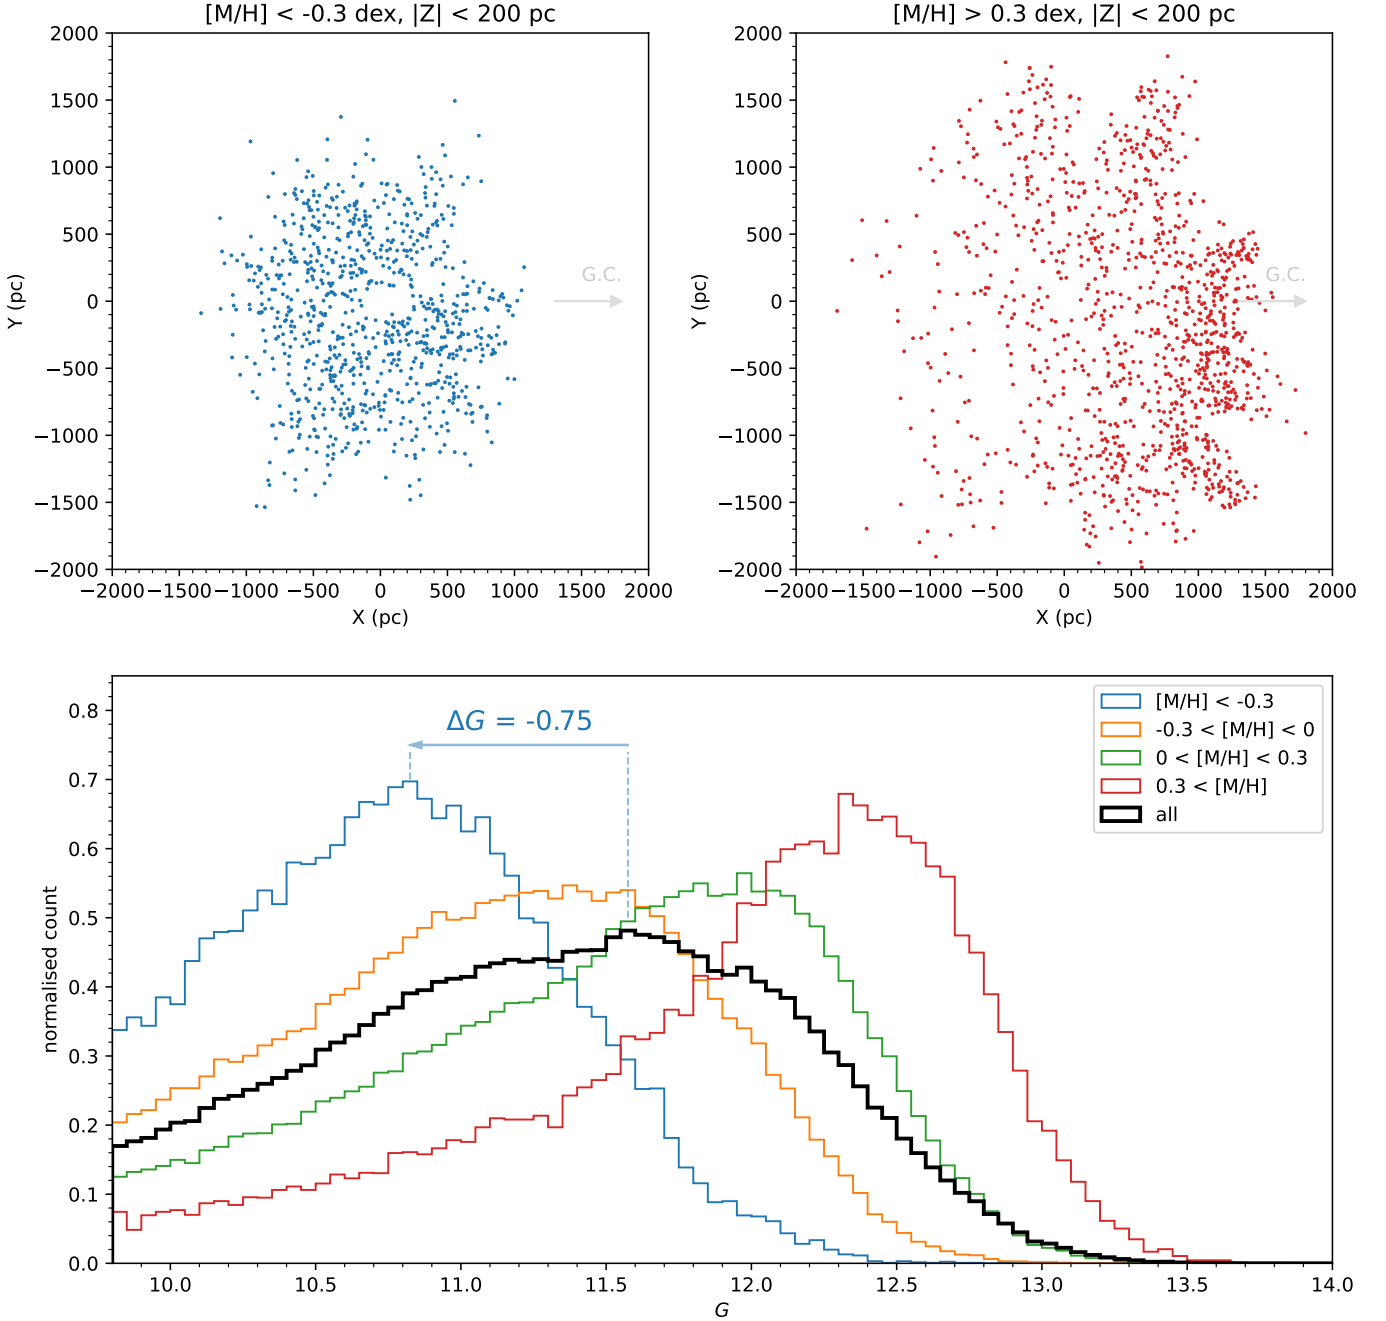 [M/H] < -0.3 dex, |Z| < 200 pc
2000
1500
1000
500
0
−500
−1000
−1500
−2000
Y (pc)
G.C.
−2000 −1500 −1000 −500 0 500 1000 1500 2000
X (pc)
[M/H] > 0.3 dex, |Z| < 200 pc
2000
1500
1000
500
0
−500
−1000
−1500
−2000
Y (pc)
G.C.
−2000 −1500 −1000 −500 0 500 1000 1500 2000
X (pc)
0.8
0.7
0.6
0.5
0.4
0.3
0.2
0.1
0.0
normalised count
ΔG = -0.75
[M/H] < -0.3
-0.3 < [M/H] < 0
0 < [M/H] < 0.3
0.3 < [M/H]
all
10.0 10.5 11.0 11.5 12.0 12.5 13.0 13.5 14.0
G